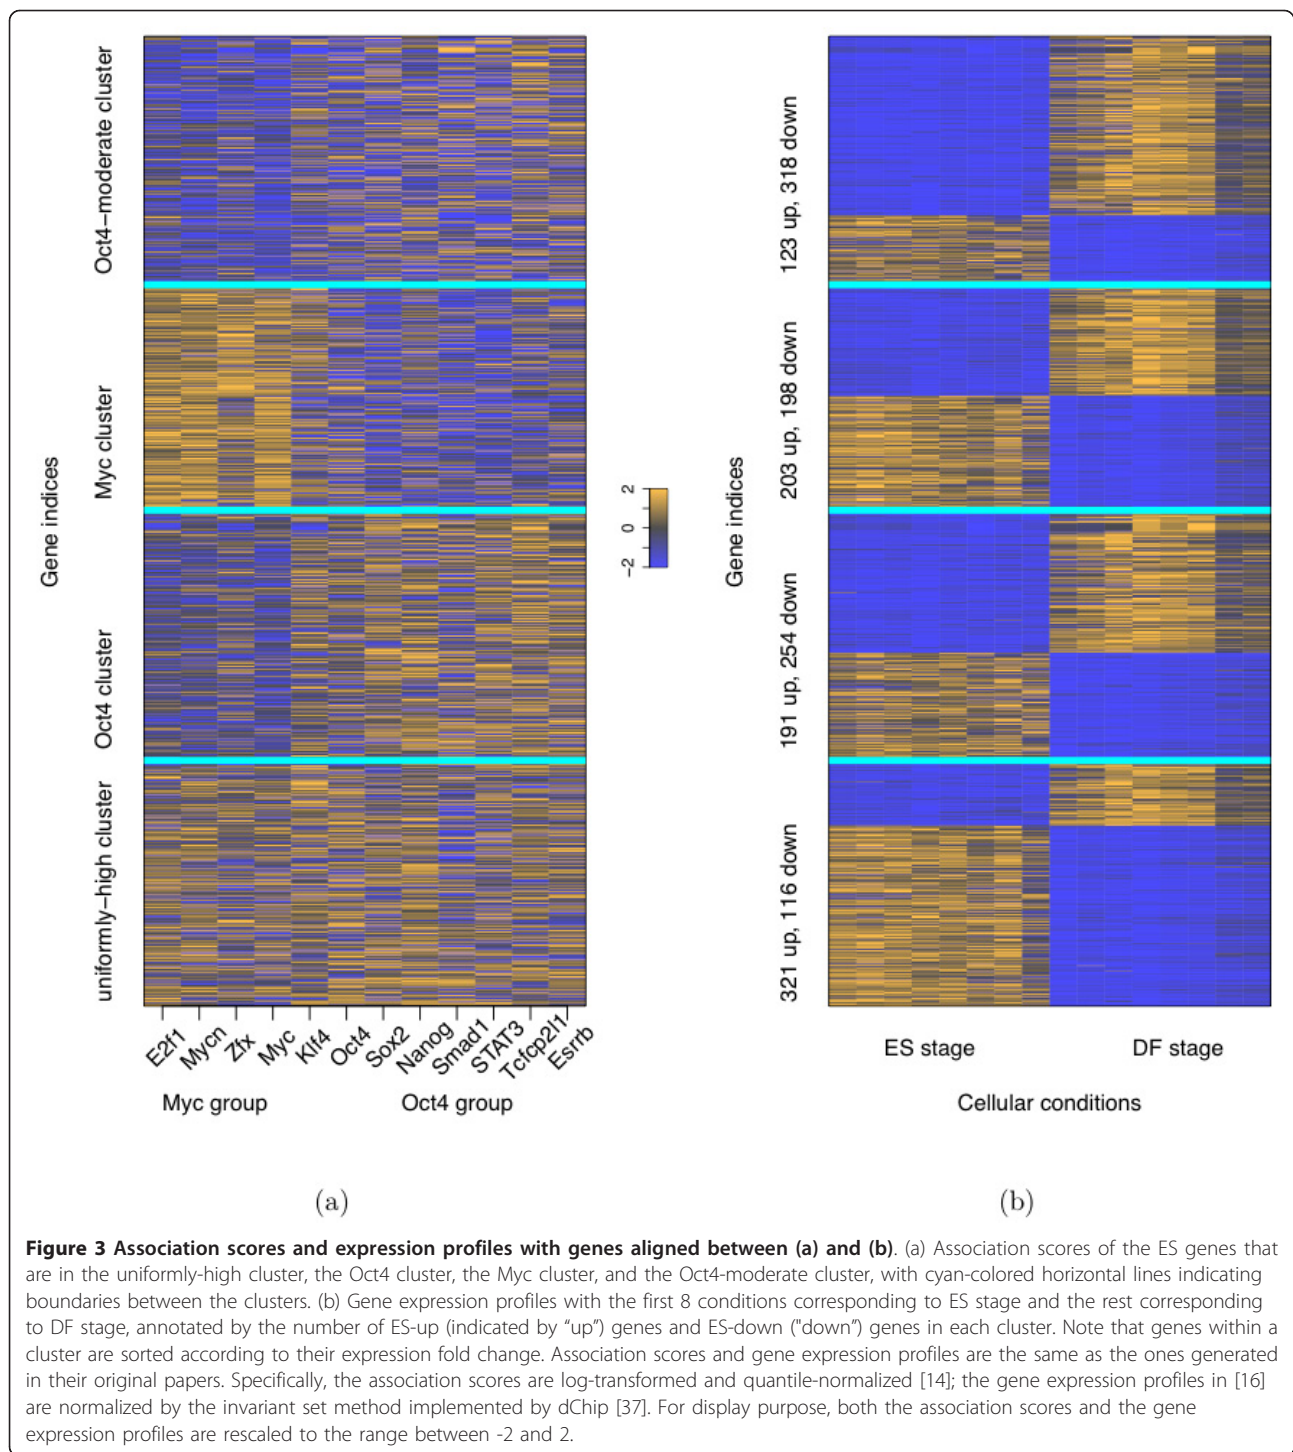 Oct4-moderate cluster
Myc cluster
Oct4 cluster
uniformly-high cluster
Gene indices
E2f1
Mycn
Zfx
Myc
Klf4
Oct4
Sox2
Nanog
Smad1
STAT3
Tcfcp2l1
Esrrb
Myc group
Oct4 group
2
0
-2
Gene indices
123 up, 318 down
203 up, 198 down
191 up, 254 down
321 up, 116 down
ES stage
DF stage
Cellular conditions
(a)
(b)
Figure 3 Association scores and expression profiles with genes aligned between (a) and (b). (a) Association scores of the ES genes that
are in the uniformly-high cluster, the Oct4 cluster, the Myc cluster, and the Oct4-moderate cluster, with cyan-colored horizontal lines indicating
boundaries between the clusters. (b) Gene expression profiles with the first 8 conditions corresponding to ES stage and the rest corresponding
to DF stage, annotated by the number of ES-up (indicated by “up”) genes and ES-down ("down”) genes in each cluster. Note that genes within a
cluster are sorted according to their expression fold change. Association scores and gene expression profiles are the same as the ones generated
in their original papers. Specifically, the association scores are log-transformed and quantile-normalized [14]; the gene expression profiles in [16]
are normalized by the invariant set method implemented by dChip [37]. For display purpose, both the association scores and the gene
expression profiles are rescaled to the range between -2 and 2.